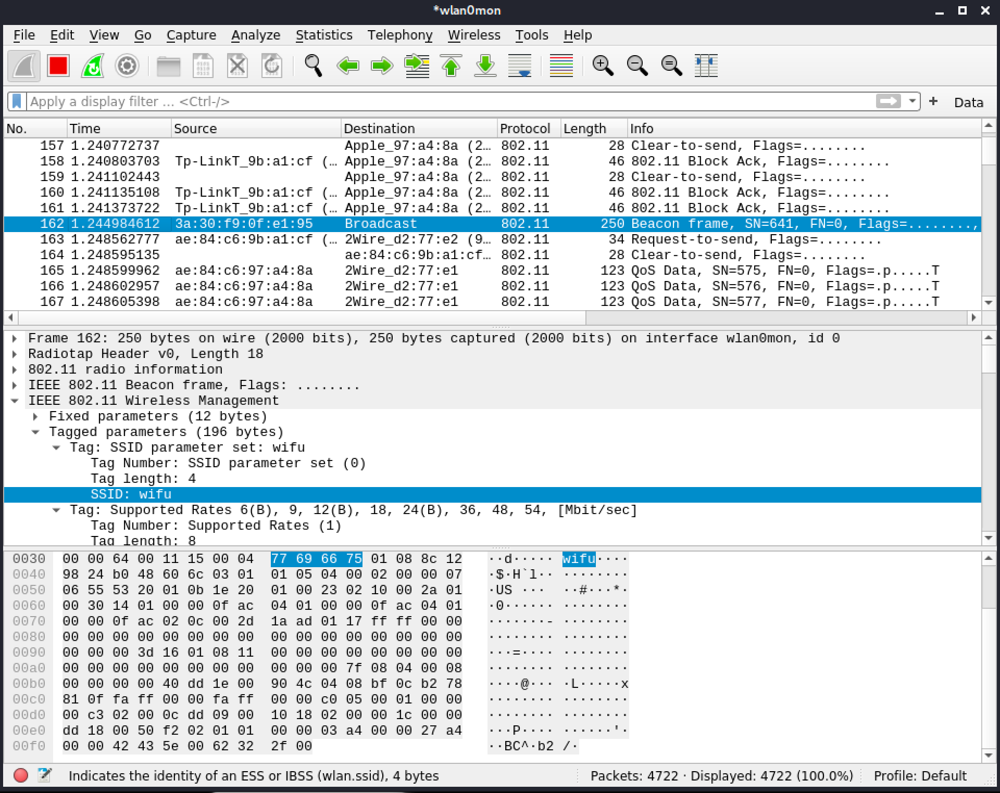 *wlan0mon
File Edit View Go Capture Analyze Statistics Telephony Wireless Tools Help
Apply a display filter … <Ctrl-/> + Data
No. Time Source Destination Protocol Length Info
157 1.240772737 Apple_97:a4:8a (2… 802.11 28 Clear-to-send, Flags=........
158 1.240803703 Tp-LinkT_9b:a1:cf (… Apple_97:a4:8a (2… 802.11 46 802.11 Block Ack, Flags=........
159 1.241102443 Apple_97:a4:8a (2… 802.11 28 Clear-to-send, Flags=........
160 1.241135108 Tp-LinkT_9b:a1:cf (… Apple_97:a4:8a (2… 802.11 46 802.11 Block Ack, Flags=........
161 1.241373722 Tp-LinkT_9b:a1:cf (… Apple_97:a4:8a (2… 802.11 46 802.11 Block Ack, Flags=........
162 1.244984612 3a:30:f9:0f:e1:95 Broadcast 802.11 250 Beacon frame, SN=641, FN=0, Flags=........,
163 1.248562777 ae:84:c6:9b:a1:cf (… 2Wire_d2:77:e2 (9… 802.11 34 Request-to-send, Flags=........
164 1.248595135 ae:84:c6:9b:a1:cf… 802.11 28 Clear-to-send, Flags=........
165 1.248599962 ae:84:c6:97:a4:8a 2Wire_d2:77:e1 802.11 123 QoS Data, SN=575, FN=0, Flags=.p.....T
166 1.248602957 ae:84:c6:97:a4:8a 2Wire_d2:77:e1 802.11 123 QoS Data, SN=576, FN=0, Flags=.p.....T
167 1.248605398 ae:84:c6:97:a4:8a 2Wire_d2:77:e1 802.11 123 QoS Data, SN=577, FN=0, Flags=.p.....T
Frame 162: 250 bytes on wire (2000 bits), 250 bytes captured (2000 bits) on interface wlan0mon, id 0
Radiotap Header v0, Length 18
802.11 radio information
IEEE 802.11 Beacon frame, Flags: ........
IEEE 802.11 Wireless Management
Fixed parameters (12 bytes)
Tagged parameters (196 bytes)
Tag: SSID parameter set: wifu
Tag Number: SSID parameter set (0)
Tag length: 4
SSID: wifu
Tag: Supported Rates 6(B), 9, 12(B), 18, 24(B), 36, 48, 54, [Mbit/sec]
Tag Number: Supported Rates (1)
Tag length: 8
0030 00 00 64 00 11 15 00 04 77 69 66 75 01 08 8c 12 ··d····· wifu····
0040 98 24 b0 48 60 6c 03 01 01 05 04 00 02 00 00 07 ·$·H`l·· ········
0050 06 55 53 20 01 0b 1e 20 01 00 23 02 10 00 2a 01 ·US ··· ··#···*·
0060 00 30 14 01 00 00 0f ac 04 01 00 00 0f ac 04 01 ·0······ ········
0070 00 00 0f ac 02 0c 00 2d 1a ad 01 17 ff ff 00 00 ·······- ········
0080 00 00 00 00 00 00 00 00 00 00 00 00 00 00 00 00 ········ ········
0090 00 00 00 3d 16 01 08 11 00 00 00 00 00 00 00 00 ···=···· ········
00a0 00 00 00 00 00 00 00 00 00 00 00 7f 08 04 00 08 ········ ········
00b0 00 00 00 00 40 dd 1e 00 90 4c 04 08 bf 0c b2 78 ····@··· ·L·····x
00c0 81 0f fa ff 00 00 fa ff 00 00 c0 05 00 01 00 00 ········ ········
00d0 00 c3 02 00 0c dd 09 00 10 18 02 00 00 1c 00 00 ········ ········
00e0 dd 18 00 50 f2 02 01 01 00 00 03 a4 00 00 27 a4 ···P···· ······'·
00f0 00 00 42 43 5e 00 62 32 2f 00 ··BC^·b2 /·
Indicates the identity of an ESS or IBSS (wlan.ssid), 4 bytes Packets: 4722 · Displayed: 4722 (100.0%) Profile: Default